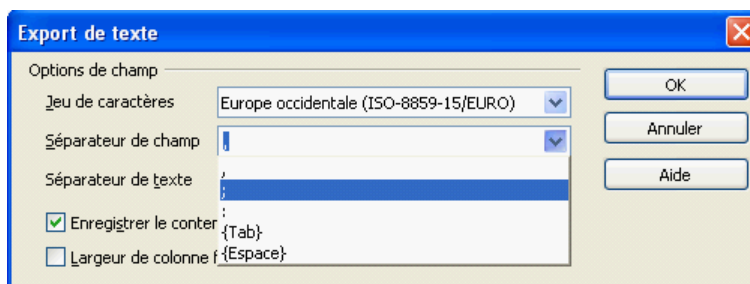 Export de texte
Options de champ
Jeu de caractères
Europe occidentale (ISO-8859-15/EURO)
OK
Séparateur de champ
,
Annuler
Séparateur de texte
,
;
:
{Tab}
{Espace}
Aide
Enregistrer le conter
Largeur de colonne f